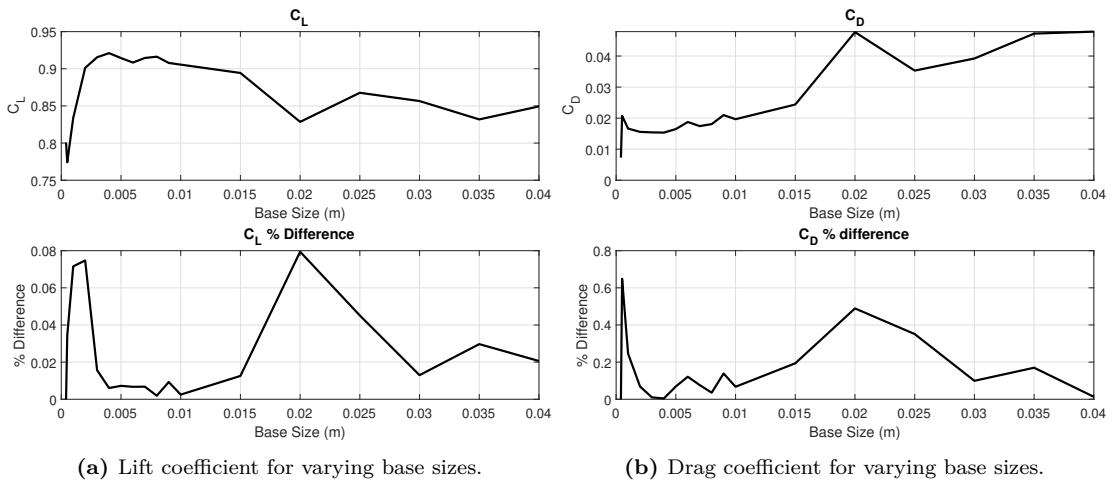 C_L
0.95
0.9
0.85
0.8
0.75
C_L
0 0.005 0.01 0.015 0.02 0.025 0.03 0.035 0.04
Base Size (m)
C_L % Difference
0.08
0.06
0.04
0.02
0
% Difference
0 0.005 0.01 0.015 0.02 0.025 0.03 0.035 0.04
Base Size (m)
(a) Lift coefficient for varying base sizes.
C_D
0.04
0.03
0.02
0.01
0
C_D
0 0.005 0.01 0.015 0.02 0.025 0.03 0.035 0.04
Base Size (m)
C_D % difference
0.8
0.6
0.4
0.2
0
% Difference
0 0.005 0.01 0.015 0.02 0.025 0.03 0.035 0.04
Base Size (m)
(b) Drag coefficient for varying base sizes.